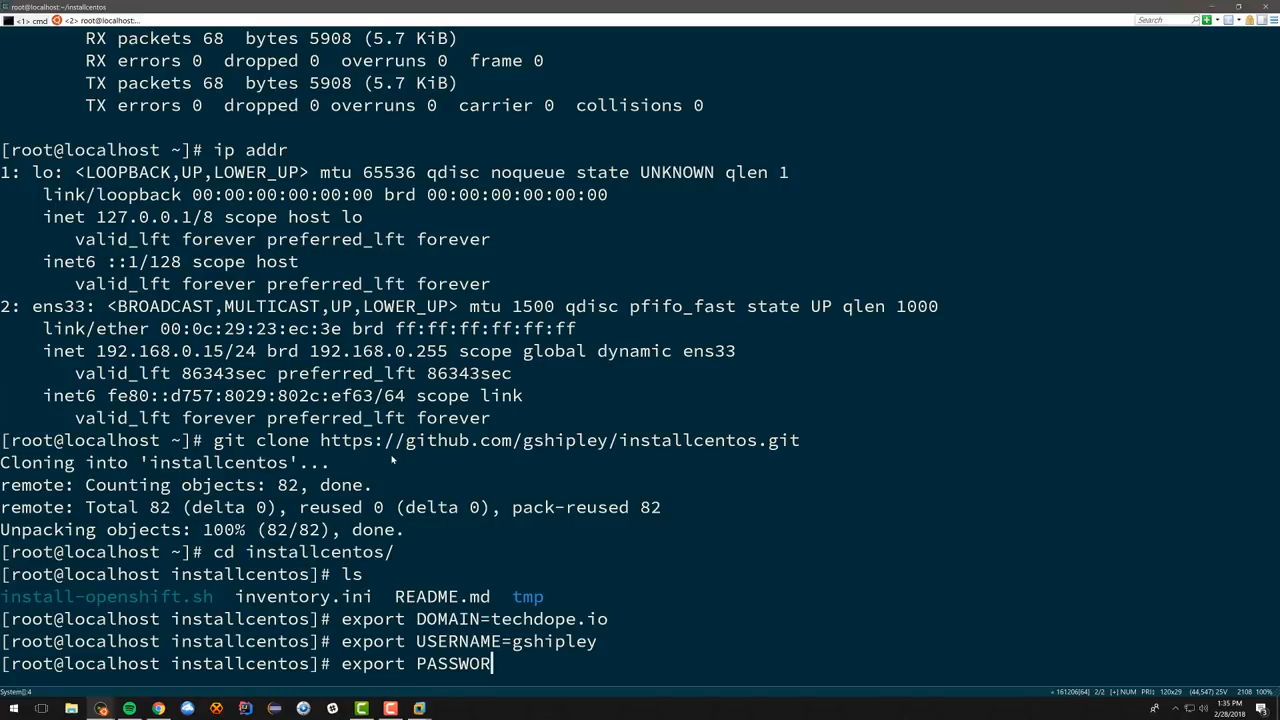 root@localhost:~/installcentos
<1> cmd <2> root@localhost:...
Search
RX packets 68 bytes 5908 (5.7 KiB)
RX errors 0 dropped 0 overruns 0 frame 0
TX packets 68 bytes 5908 (5.7 KiB)
TX errors 0 dropped 0 overruns 0 carrier 0 collisions 0
[root@localhost ~]# ip addr
1: lo: <LOOPBACK,UP,LOWER_UP> mtu 65536 qdisc noqueue state UNKNOWN qlen 1
link/loopback 00:00:00:00:00:00 brd 00:00:00:00:00:00
inet 127.0.0.1/8 scope host lo
valid_lft forever preferred_lft forever
inet6 ::1/128 scope host
valid_lft forever preferred_lft forever
2: ens33: <BROADCAST,MULTICAST,UP,LOWER_UP> mtu 1500 qdisc pfifo_fast state UP qlen 1000
link/ether 00:0c:29:23:ec:3e brd ff:ff:ff:ff:ff:ff
inet 192.168.0.15/24 brd 192.168.0.255 scope global dynamic ens33
valid_lft 86343sec preferred_lft 86343sec
inet6 fe80::d757:8029:802c:ef63/64 scope link
valid_lft forever preferred_lft forever
[root@localhost ~]# git clone https://github.com/gshipley/installcentos.git
Cloning into 'installcentos'...
remote: Counting objects: 82, done.
remote: Total 82 (delta 0), reused 0 (delta 0), pack-reused 82
Unpacking objects: 100% (82/82), done.
[root@localhost ~]# cd installcentos/
[root@localhost installcentos]# ls
install-openshift.sh inventory.ini README.md tmp
[root@localhost installcentos]# export DOMAIN=techdope.io
[root@localhost installcentos]# export USERNAME=gshipley
[root@localhost installcentos]# export PASSWOR
System[]:4
« 161206[64] 2/2 [+] NUM PRI: 120x29 (44,547) 25V 2108 100%
1:35 PM
2/28/2018